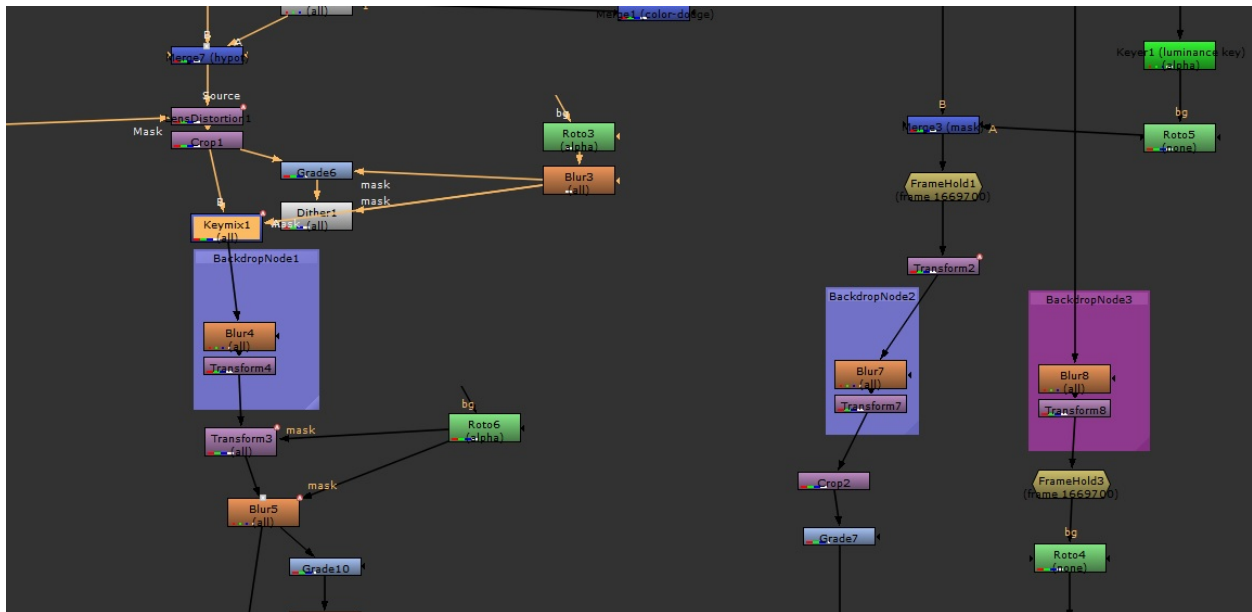 (all)
Merge1 (color-dodge)
B
A
Merge7 (hypot)
Keyer1 (luminance key)
(alpha)
Source
LensDistortion1
Mask
Crop1
bg
Roto3
(alpha)
B
Merge3 (mask)
A
bg
Roto5
(none)
Grade6
mask
Blur3
(all)
FrameHold1
(frame 1669700)
mask
Dither1
(all)
B
Keymix1
(all)
Mask
BackdropNode1
Transform2
BackdropNode2
BackdropNode3
Blur4
(all)
Transform4
Blur7
(all)
Transform7
Blur8
(all)
Transform8
bg
Roto6
(alpha)
mask
Transform3
(all)
mask
Crop2
FrameHold3
(frame 1669700)
Blur5
(all)
bg
Grade7
Roto4
(none)
Grade10